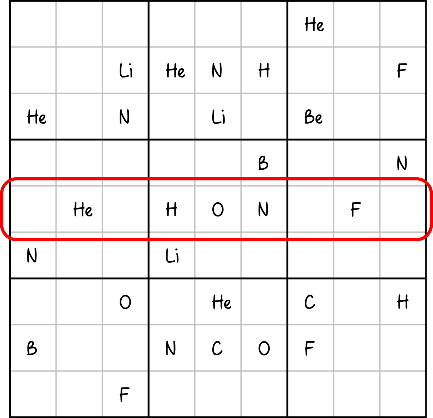 He
Li He N H F
He N Li Be
B N
He H O N F
N Li
O He C H
B N C O F
F